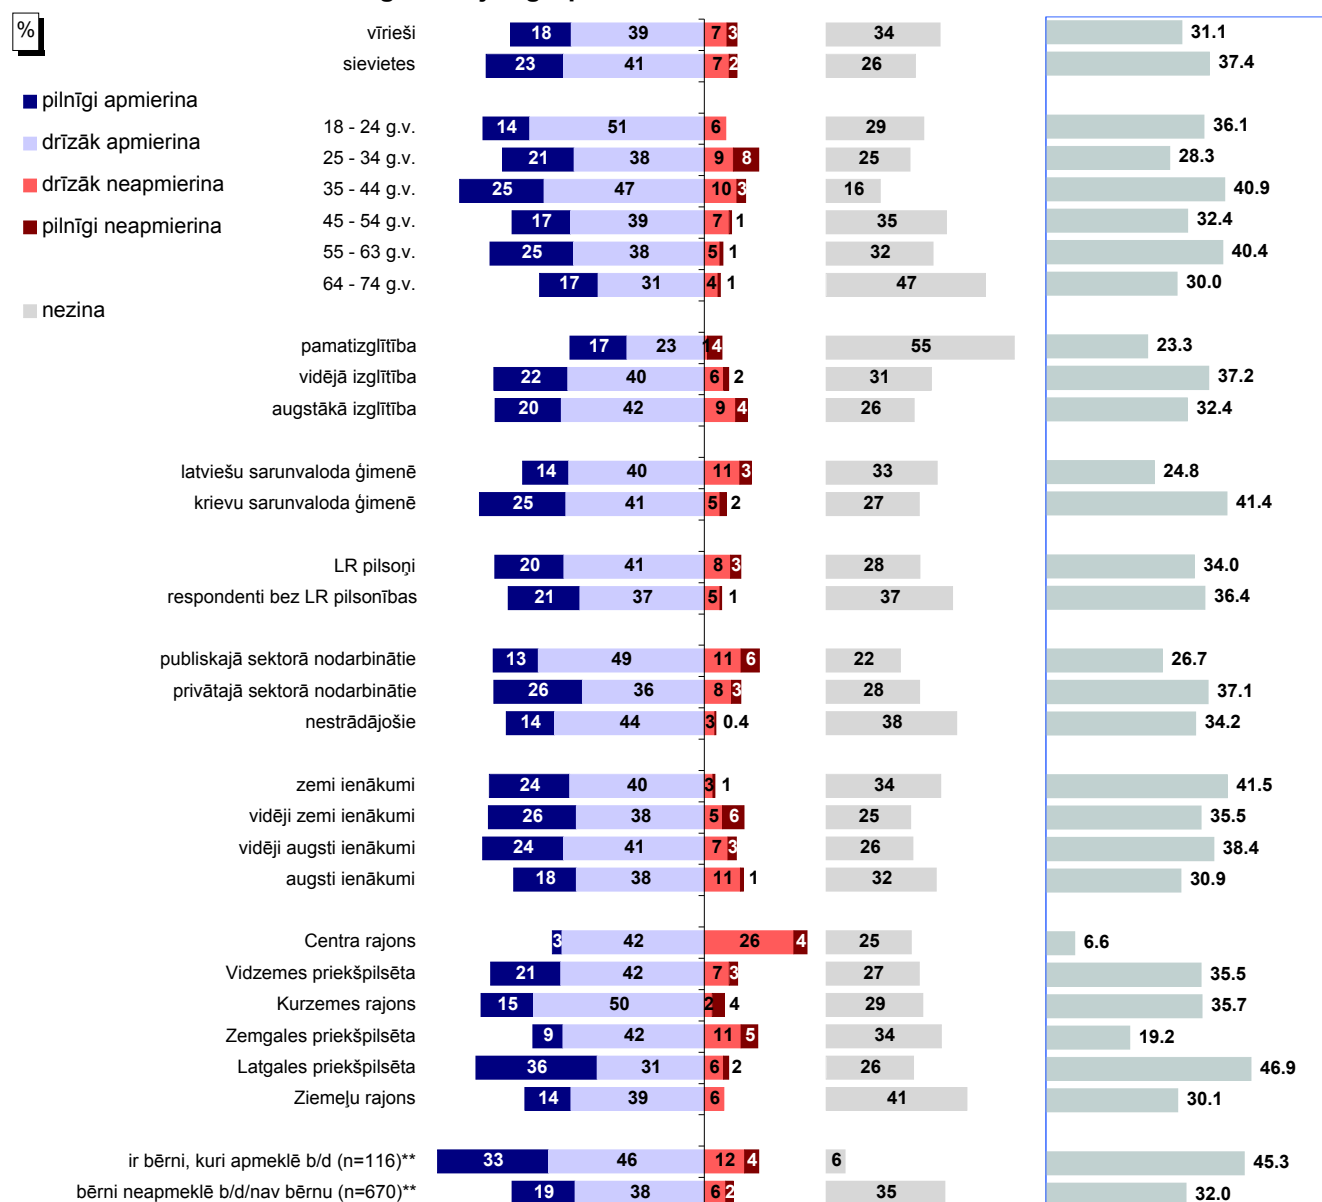 %
pilnīgi apmierina
drīzāk apmierina
drīzāk neapmierina
pilnīgi neapmierina
nezina
vīrieši 18 39 7 3 34 31.1
sievietes 23 41 7 2 26 37.4
18 - 24 g.v. 14 51 6 29 36.1
25 - 34 g.v. 21 38 9 8 25 28.3
35 - 44 g.v. 25 47 10 3 16 40.9
45 - 54 g.v. 17 39 7 1 35 32.4
55 - 63 g.v. 25 38 5 1 32 40.4
64 - 74 g.v. 17 31 4 1 47 30.0
pamatizglītība 17 23 1 4 55 23.3
vidējā izglītība 22 40 6 2 31 37.2
augstākā izglītība 20 42 9 4 26 32.4
latviešu sarunvaloda ģimenē 14 40 11 3 33 24.8
krievu sarunvaloda ģimenē 25 41 5 2 27 41.4
LR pilsoņi 20 41 8 3 28 34.0
respondenti bez LR pilsonības 21 37 5 1 37 36.4
publiskajā sektorā nodarbinātie 13 49 11 6 22 26.7
privātajā sektorā nodarbinātie 26 36 8 3 28 37.1
nestrādājošie 14 44 3 0.4 38 34.2
zemi ienākumi 24 40 3 1 34 41.5
vidēji zemi ienākumi 26 38 5 6 25 35.5
vidēji augsti ienākumi 24 41 7 3 26 38.4
augsti ienākumi 18 38 11 1 32 30.9
Centra rajons 3 42 26 4 25 6.6
Vidzemes priekšpilsēta 21 42 7 3 27 35.5
Kurzemes rajons 15 50 2 4 29 35.7
Zemgales priekšpilsēta 9 42 11 5 34 19.2
Latgales priekšpilsēta 36 31 6 2 26 46.9
Ziemeļu rajons 14 39 6 41 30.1
ir bērni, kuri apmeklē b/d (n=116)** 33 46 12 4 6 45.3
bērni neapmeklē b/d/nav bērnu (n=670)** 19 38 6 2 35 32.0